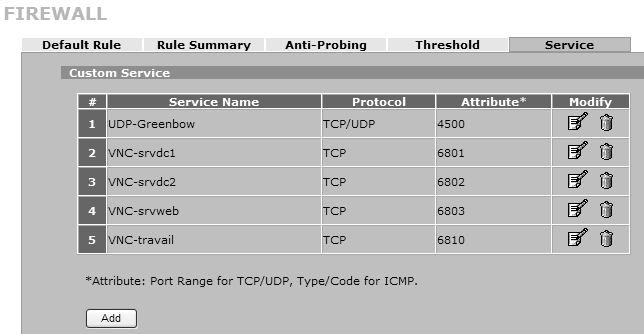 FIREWALL
Default Rule Rule Summary Anti-Probing Threshold Service
Custom Service
# Service Name Protocol Attribute* Modify
1 UDP-Greenbow TCP/UDP 4500
2 VNC-srvdc1 TCP 6801
3 VNC-srvdc2 TCP 6802
4 VNC-srvweb TCP 6803
5 VNC-travail TCP 6810
*Attribute: Port Range for TCP/UDP, Type/Code for ICMP.
Add